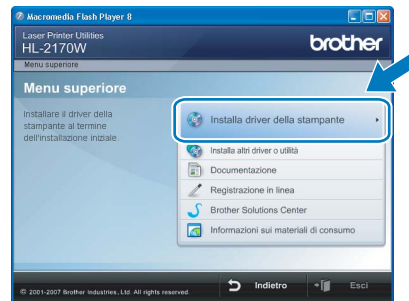 Macromedia Flash Player 8
Laser Printer Utilities
HL-2170W
brother
Menu superiore
Menu superiore
Installare il driver della
stampante al termine
dell'installazione iniziale.
Installa driver della stampante
Installa altri driver o utilità
Documentazione
Registrazione in linea
Brother Solutions Center
Informazioni sui materiali di consumo
© 2001-2007 Brother Industries, Ltd. All rights reserved.
Indietro
Esci